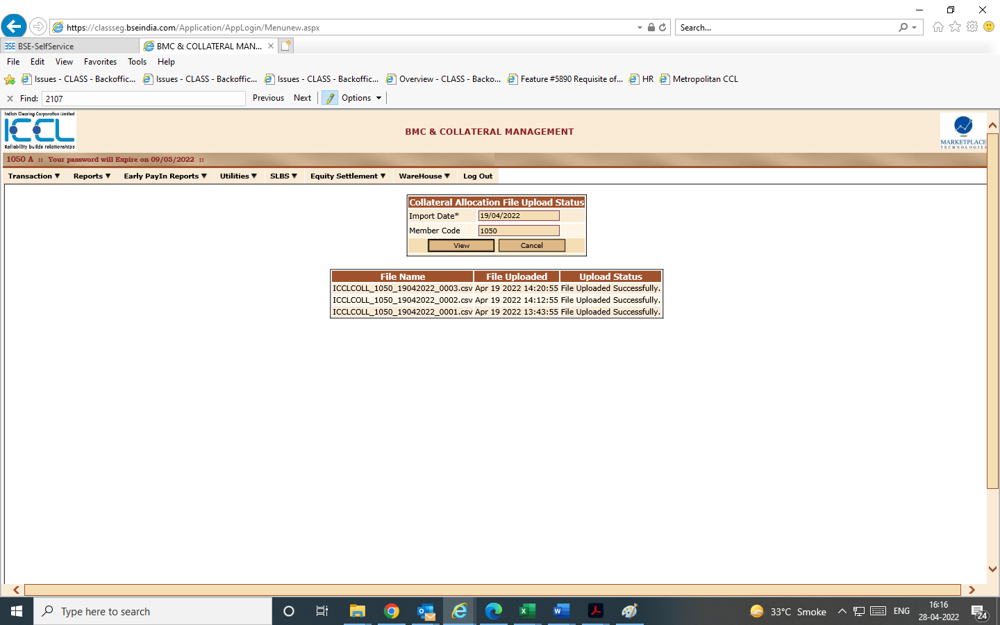 https://classseg.bseindia.com/Application/AppLogin/Menunew.aspx
Search...
BSE BSE-SelfService
BMC & COLLATERAL MAN...
File Edit View Favorites Tools Help
Issues - CLASS - Backoffic... Issues - CLASS - Backoffic... Issues - CLASS - Backoffic... Overview - CLASS - Backo... Feature #5890 Requisite of... HR Metropolitan CCL
Find: 2107 Previous Next Options
Indian Clearing Corporation Limited
ICCL
Reliability builds relationships
BMC & COLLATERAL MANAGEMENT
MARKETPLACE
TECHNOLOGIES
1050 A :: Your password will Expire on 09/05/2022 ::
Transaction Reports Early PayIn Reports Utilities SLBS Equity Settlement WareHouse Log Out
Collateral Allocation File Upload Status
Import Date* 19/04/2022
Member Code 1050
View Cancel
File Name File Uploaded Upload Status
ICCLCOLL_1050_19042022_0003.csv Apr 19 2022 14:20:55 File Uploaded Successfully.
ICCLCOLL_1050_19042022_0002.csv Apr 19 2022 14:12:55 File Uploaded Successfully.
ICCLCOLL_1050_19042022_0001.csv Apr 19 2022 13:43:55 File Uploaded Successfully.
Type here to search
33°C Smoke
ENG
16:16
28-04-2022
24